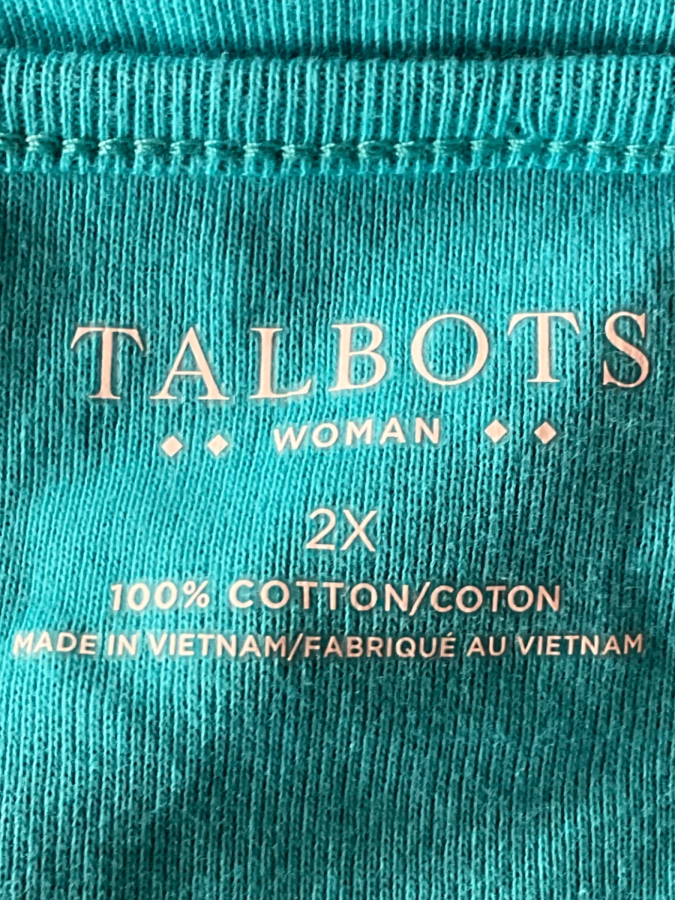 TALBOTS
WOMAN
2X
100% COTTON/COTON
MADE IN VIETNAM/FABRIQUÉ AU VIETNAM